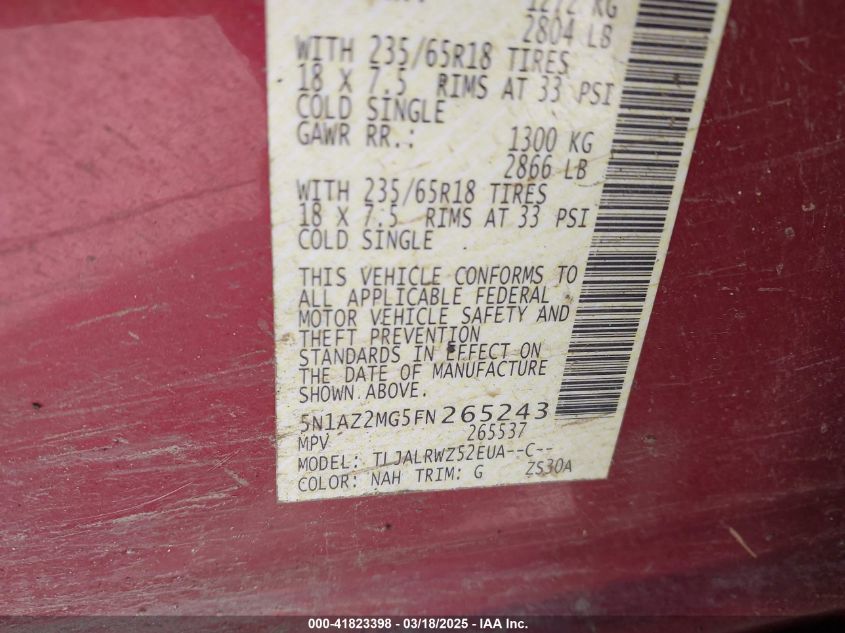 1272 KG
2804 LB
WITH 235/65R18 TIRES
18 X 7.5 RIMS AT 33 PSI
COLD SINGLE
GAWR RR.: 1300 KG
2866 LB
WITH 235/65R18 TIRES
18 X 7.5 RIMS AT 33 PSI
COLD SINGLE
THIS VEHICLE CONFORMS TO
ALL APPLICABLE FEDERAL
MOTOR VEHICLE SAFETY AND
THEFT PREVENTION
STANDARDS IN EFFECT ON
THE DATE OF MANUFACTURE
SHOWN ABOVE.
5N1AZ2MG5FN265243
MPV 265537
MODEL: TLJALRWZ52EUA--C--
COLOR: NAH TRIM: G ZS30A
000-41823398 - 03/18/2025 - IAA Inc.